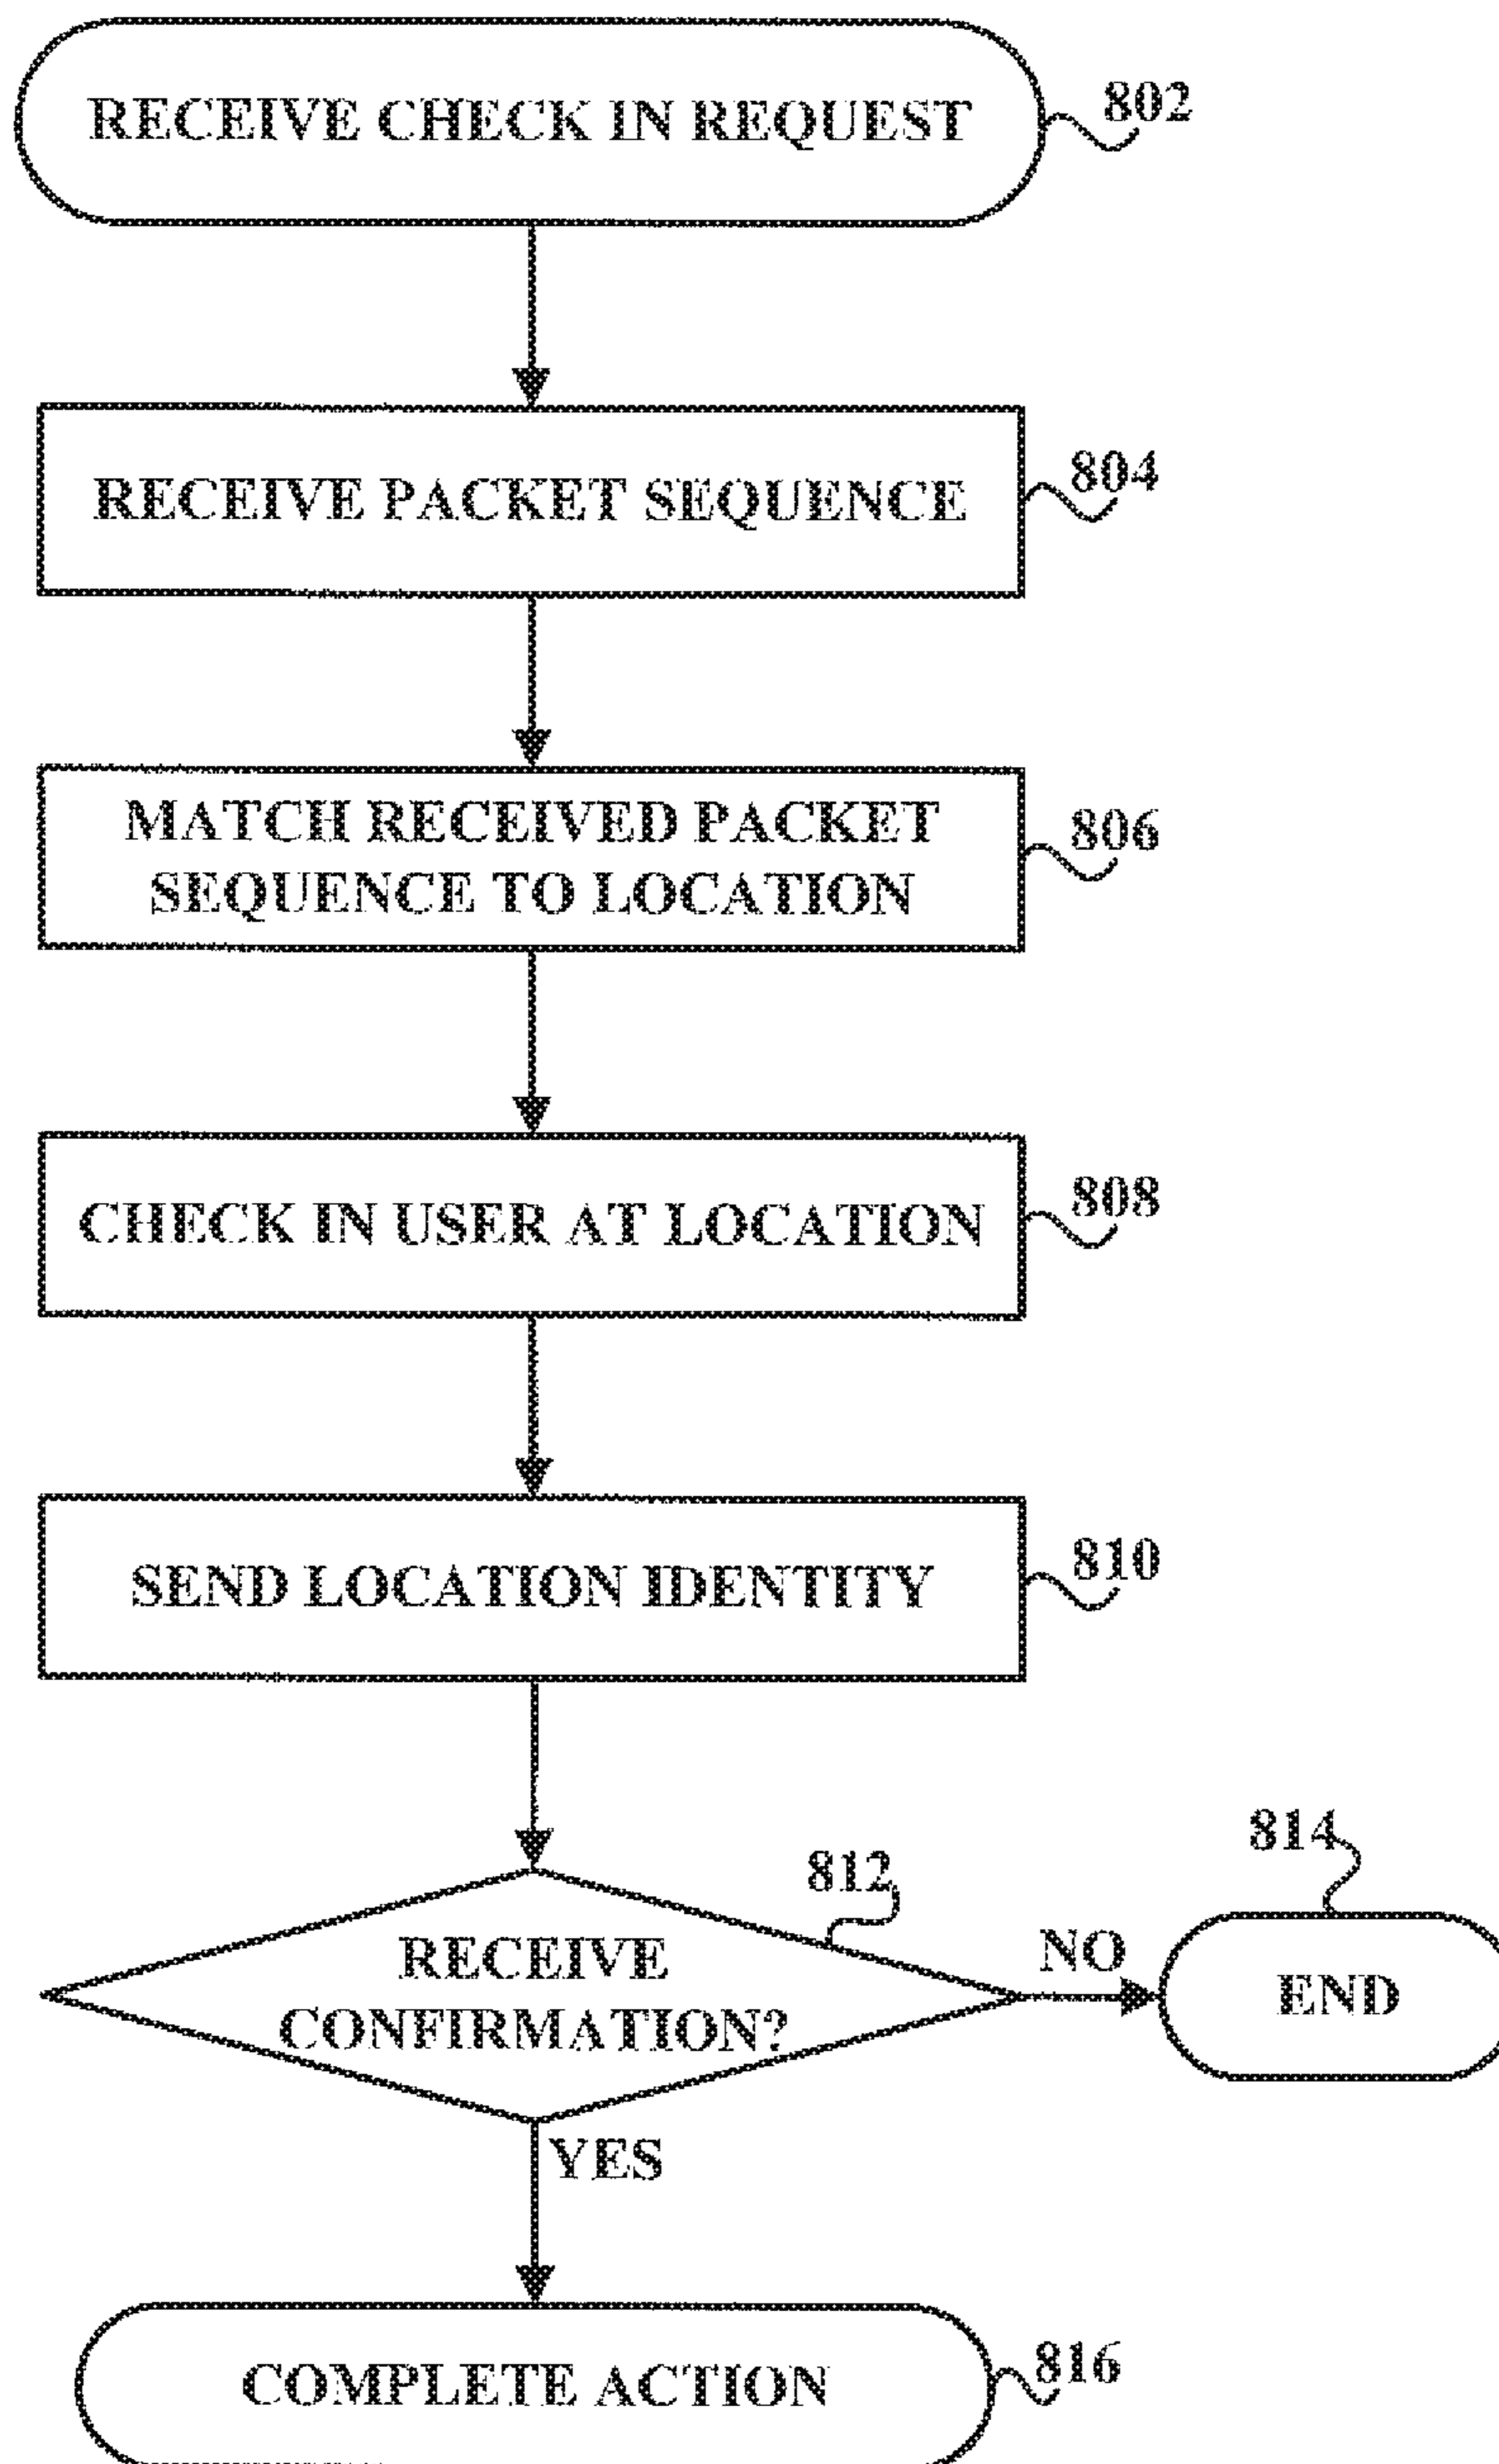 RECEIVE CHECK IN REQUEST
802
RECEIVE PACKET SEQUENCE
804
MATCH RECEIVED PACKET
SEQUENCE TO LOCATION
806
CHECK IN USER AT LOCATION
808
SEND LOCATION IDENTITY
810
RECEIVE
CONFIRMATION?
812
NO
814
END
YES
COMPLETE ACTION
816